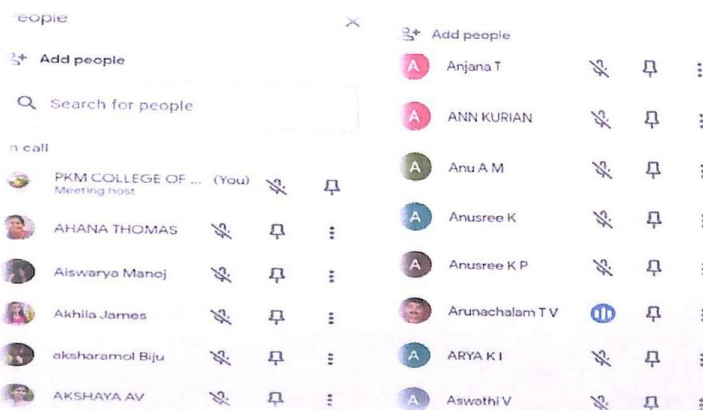 eople
Add people
Search for people
n call
PKM COLLEGE OF ... (You)
Meeting host
AHANA THOMAS
Aiswarya Manoj
Akhila James
aksharamol Biju
AKSHAYA AV
Add people
A Anjana T
A ANN KURIAN
A Anu A M
A Anusree K
A Anusree K P
Arunachalam T V
A ARYA K I
A Aswathi V